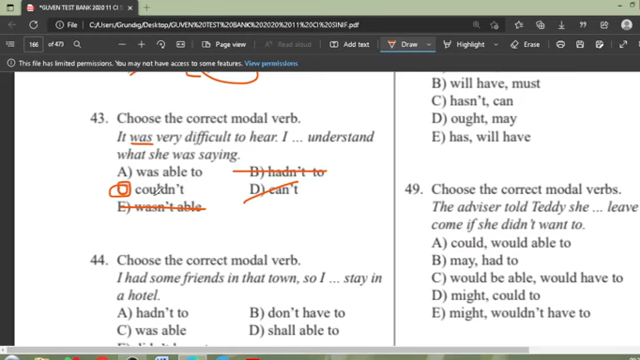 *GUVEN TEST BANK 2020 11 CI SINIF.pdf
file:///C:/Users/Grundig/Desktop/GUVEN%20TEST%20BANK%202020%2011%20CI%20SINIF.pdf
166 of 473
Page view
Read aloud
Add text
Draw
Highlight
Erase
This file has limited permissions. You may not have access to some features. View permissions
43. Choose the correct modal verb.
It was very difficult to hear. I ... understand
what she was saying.
A) was able to B) hadn't to
couldn't D) can't
E) wasn't able
44. Choose the correct modal verb.
I had some friends in that town, so I ... stay in
a hotel.
A) hadn't to B) don't have to
C) was able D) shall able to
B) will have, must
C) hasn't, can
D) ought, may
E) has, will have
49. Choose the correct modal verbs.
The adviser told Teddy she ... leave
come if she didn't want to.
A) could, would able to
B) may, had to
C) would be able, would have to
D) might, could to
E) might, wouldn't have to